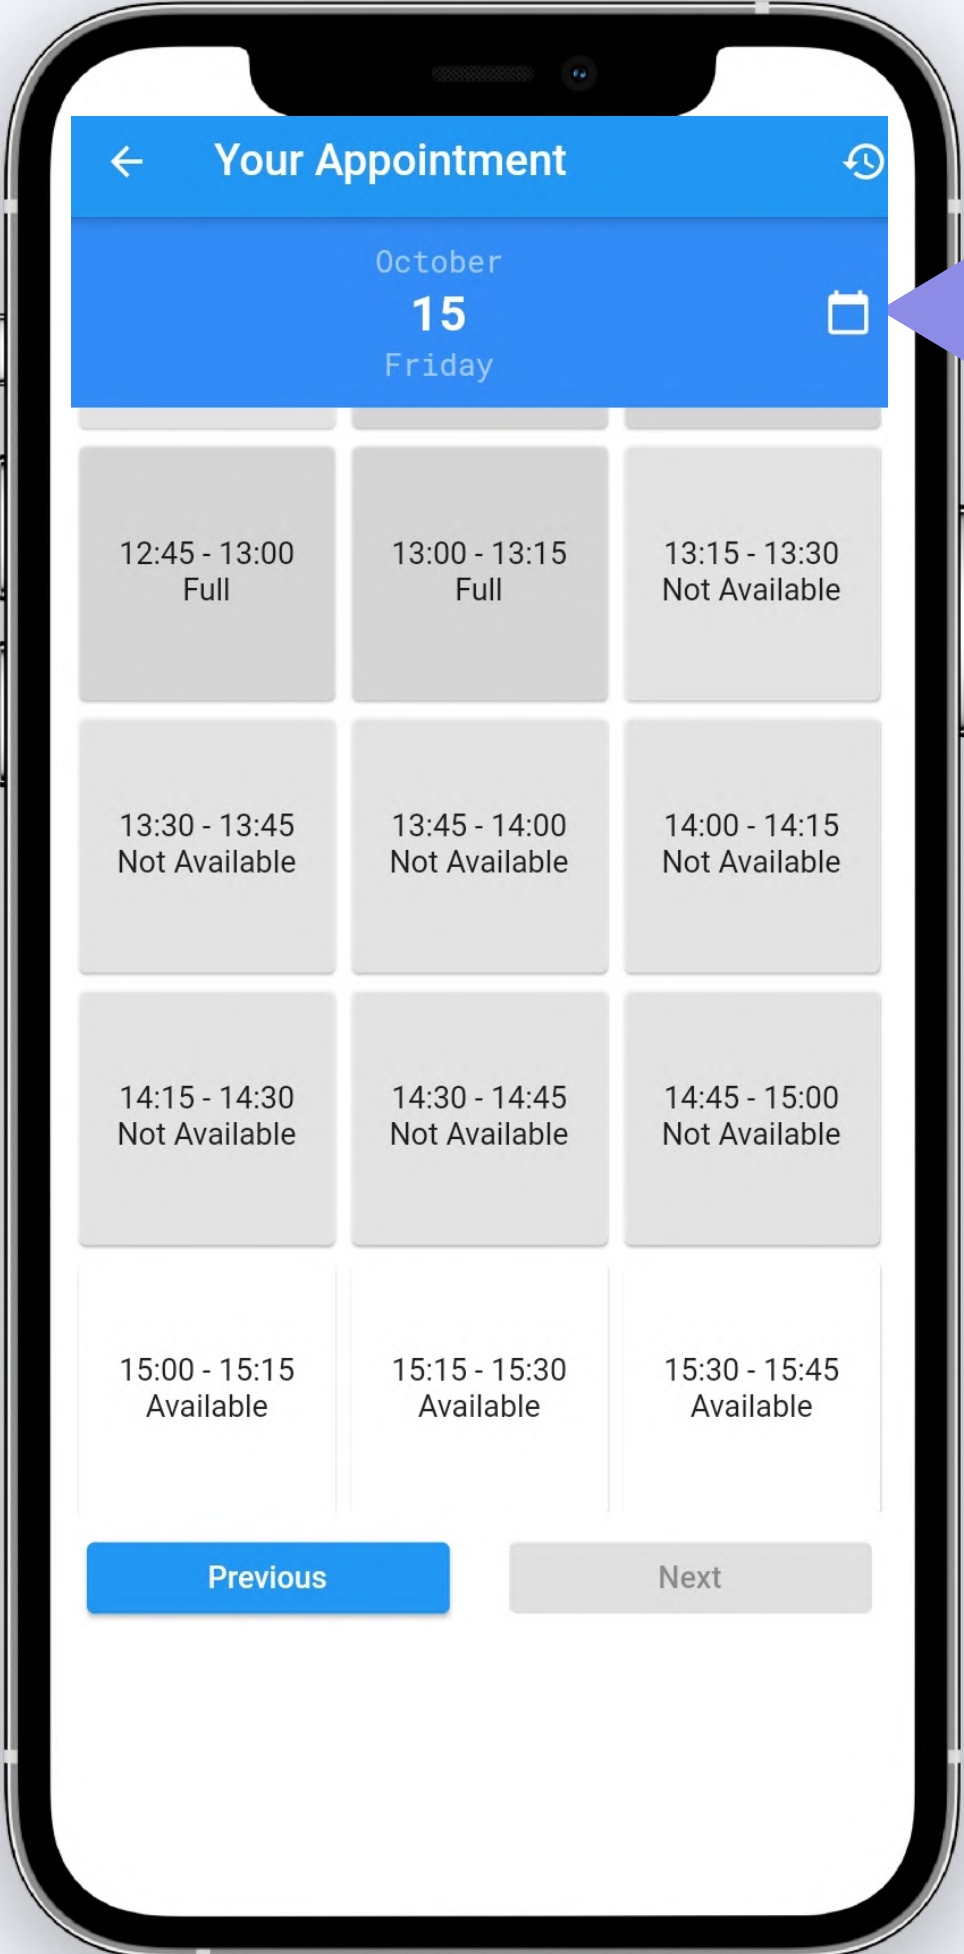 Your Appointment
October
15
Friday
12:45 - 13:00
Full
13:00 - 13:15
Full
13:15 - 13:30
Not Available
13:30 - 13:45
Not Available
13:45 - 14:00
Not Available
14:00 - 14:15
Not Available
14:15 - 14:30
Not Available
14:30 - 14:45
Not Available
14:45 - 15:00
Not Available
15:00 - 15:15
Available
15:15 - 15:30
Available
15:30 - 15:45
Available
Previous
Next